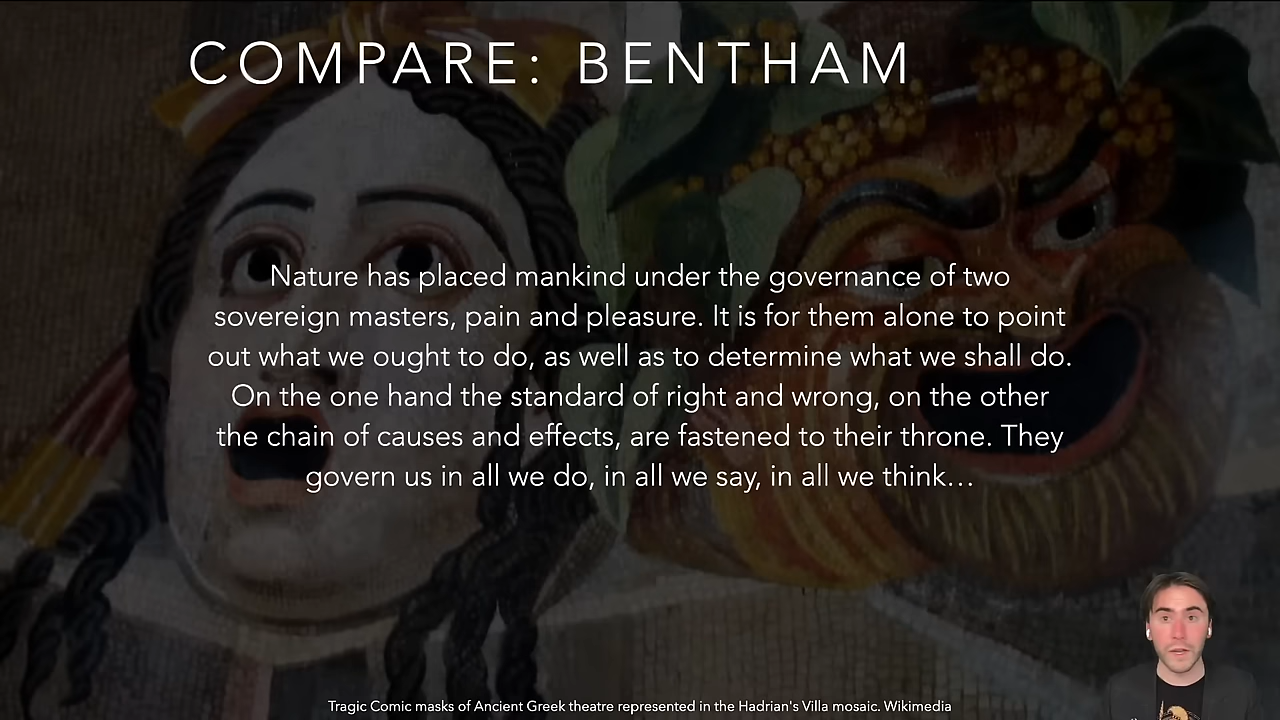 COMPARE: BENTHAM
Nature has placed mankind under the governance of two
sovereign masters, pain and pleasure. It is for them alone to point
out what we ought to do, as well as to determine what we shall do.
On the one hand the standard of right and wrong, on the other
the chain of causes and effects, are fastened to their throne. They
govern us in all we do, in all we say, in all we think…
Tragic Comic masks of Ancient Greek theatre represented in the Hadrian's Villa mosaic. Wikimedia